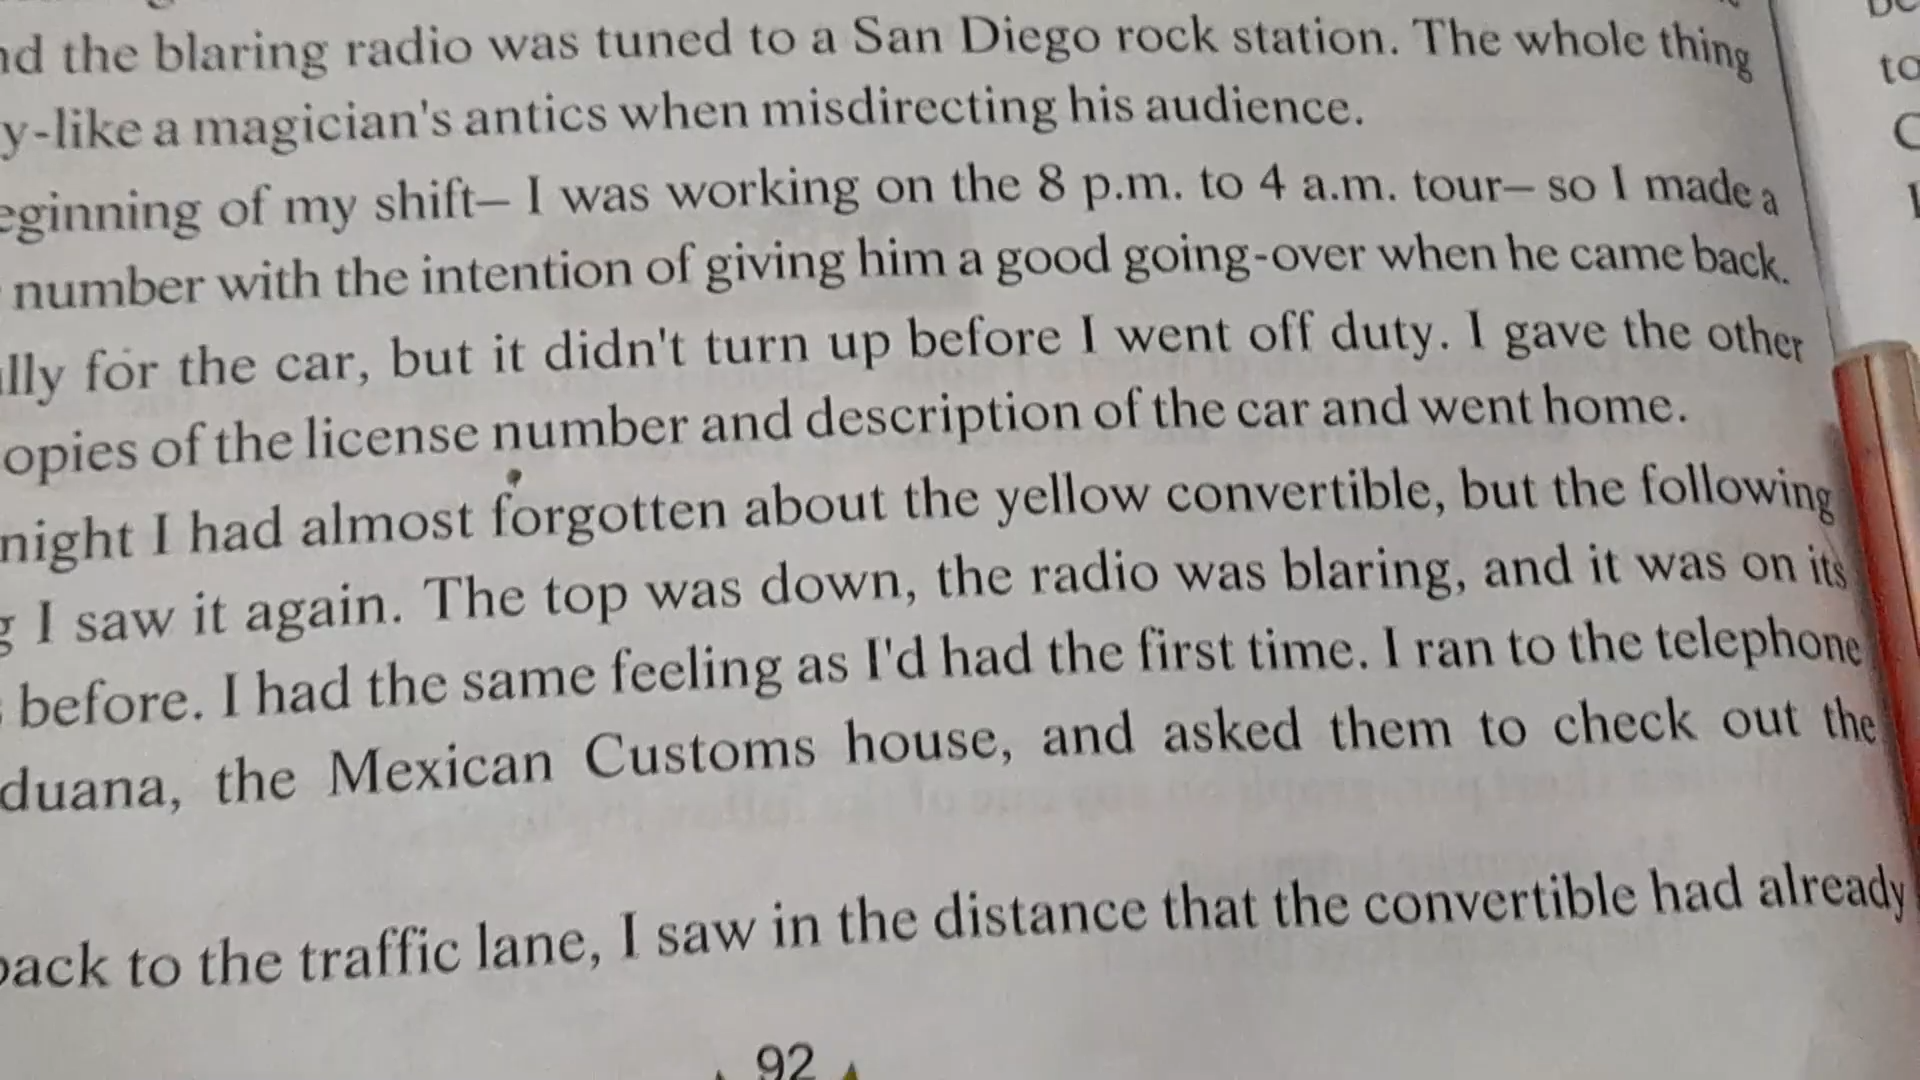 the blaring radio was tuned to a San Diego rock station. The whole thing
y-like a magician's antics when misdirecting his audience.
eginning of my shift– I was working on the 8 p.m. to 4 a.m. tour– so I made a
number with the intention of giving him a good going-over when he came back.
lly for the car, but it didn't turn up before I went off duty. I gave the other
opies of the license number and description of the car and went home.
night I had almost forgotten about the yellow convertible, but the following
I saw it again. The top was down, the radio was blaring, and it was on its
before. I had the same feeling as I'd had the first time. I ran to the telephone
duana, the Mexican Customs house, and asked them to check out the
ack to the traffic lane, I saw in the distance that the convertible had already
92
to